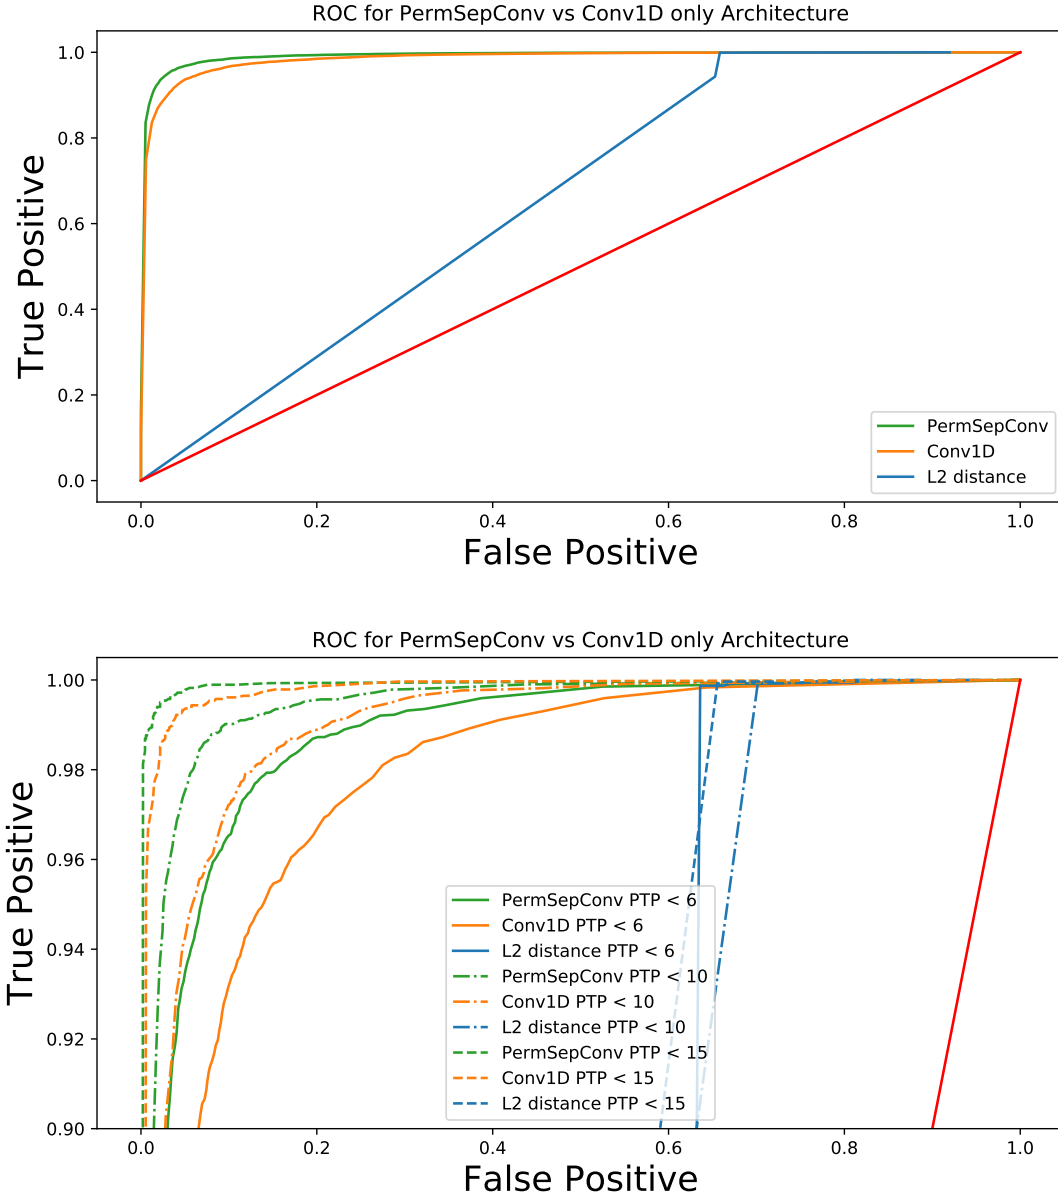 ROC for PermSepConv vs Conv1D only Architecture
True Positive
1.0
0.8
0.6
0.4
0.2
0.0
PermSepConv
Conv1D
L2 distance
0.0 0.2 0.4 0.6 0.8 1.0
False Positive
ROC for PermSepConv vs Conv1D only Architecture
True Positive
1.00
0.98
0.96
0.94
0.92
0.90
PermSepConv PTP < 6
Conv1D PTP < 6
L2 distance PTP < 6
PermSepConv PTP < 10
Conv1D PTP < 10
L2 distance PTP < 10
PermSepConv PTP < 15
Conv1D PTP < 15
L2 distance PTP < 15
0.0 0.2 0.4 0.6 0.8 1.0
False Positive